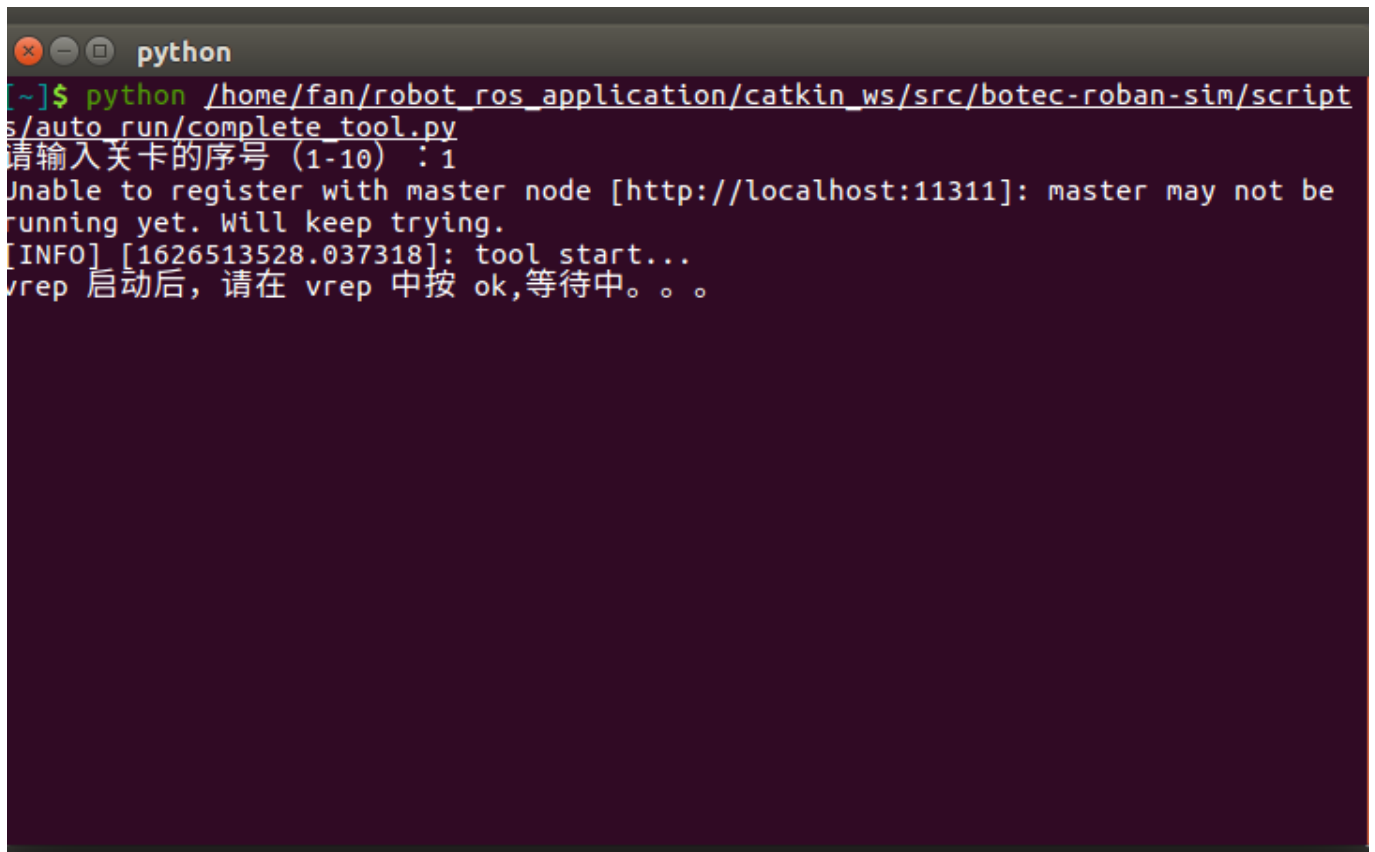 python
[~]$ python /home/fan/robot_ros_application/catkin_ws/src/botec-roban-sim/script
s/auto_run/complete_tool.py
请输入关卡的序号（1-10）：1
Unable to register with master node [http://localhost:11311]: master may not be
running yet. Will keep trying.
[INFO] [1626513528.037318]: tool start...
vrep 启动后，请在 vrep 中按 ok,等待中。。。